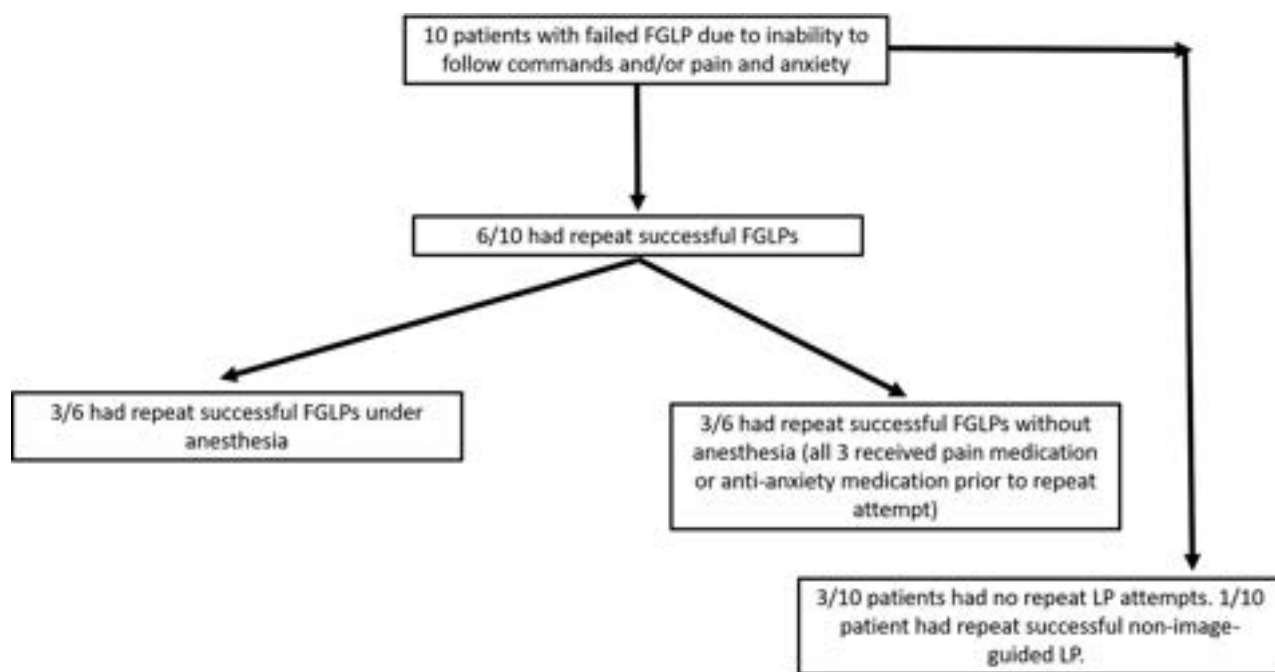 10 patients with failed FGLP due to inability to
follow commands and/or pain and anxiety
6/10 had repeat successful FGLPs
3/6 had repeat successful FGLPs under
anesthesia
3/6 had repeat successful FGLPs without
anesthesia (all 3 received pain medication
or anti-anxiety medication prior to repeat
attempt)
3/10 patients had no repeat LP attempts. 1/10
patient had repeat successful non-image-
guided LP.